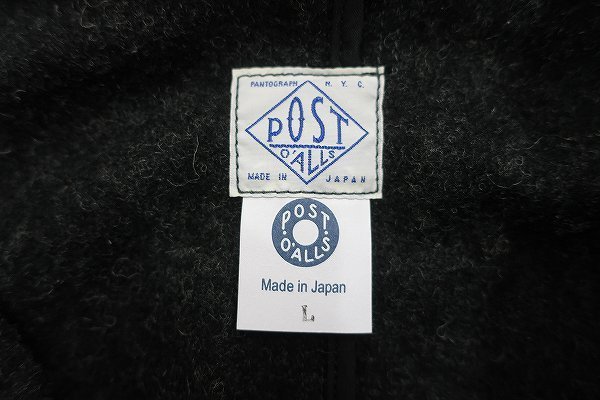 PANTOGRAPH N. Y. C.
POST
O'ALLS
MADE IN JAPAN
POST
O'ALLS
Made in Japan
L